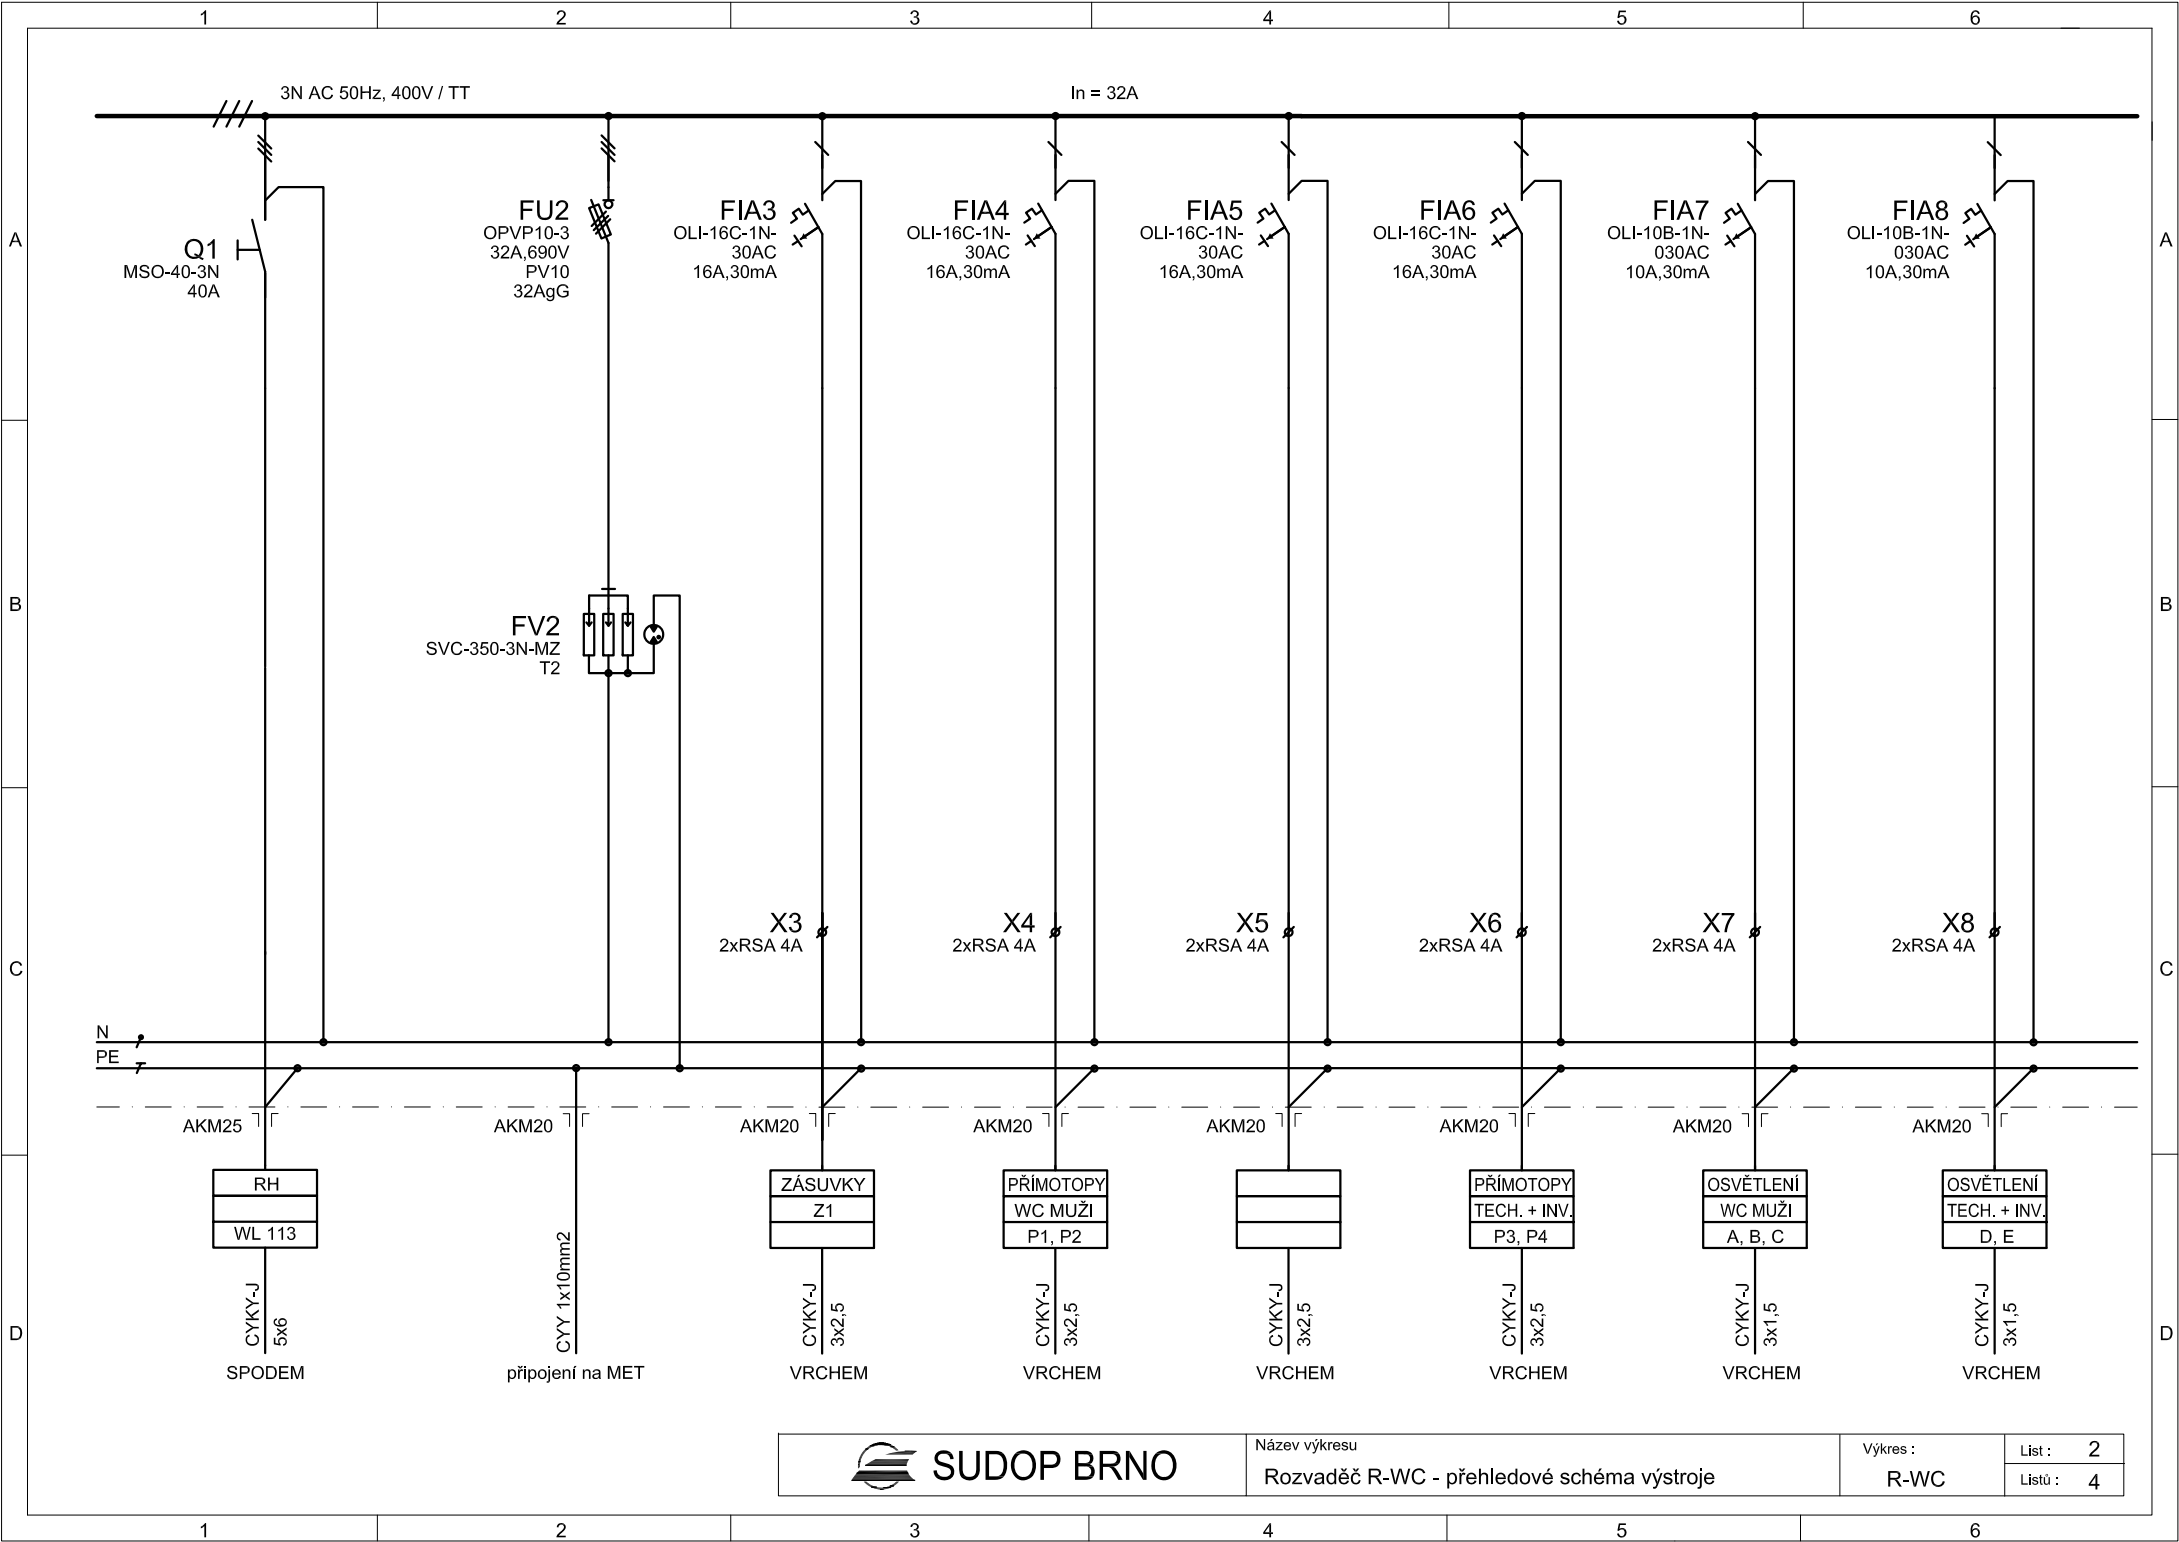 1 2 3 4 5 6
3N AC 50Hz, 400V / TT
In = 32A
A
A
Q1
MSO-40-3N
40A
FU2
OPVP10-3
32A,690V
PV10
32AgG
FIA3
OLI-16C-1N-
30AC
16A,30mA
FIA4
OLI-16C-1N-
30AC
16A,30mA
FIA5
OLI-16C-1N-
30AC
16A,30mA
FIA6
OLI-16C-1N-
30AC
16A,30mA
FIA7
OLI-10B-1N-
030AC
10A,30mA
FIA8
OLI-10B-1N-
030AC
10A,30mA
B
B
FV2
SVC-350-3N-MZ
T2
X3
2xRSA 4A
X4
2xRSA 4A
X5
2xRSA 4A
X6
2xRSA 4A
X7
2xRSA 4A
X8
2xRSA 4A
C
C
N
PE
AKM25
AKM20
AKM20
AKM20
AKM20
AKM20
AKM20
AKM20
RH
WL 113
CYKY-J
5x6
SPODEM
CYY 1x10mm2
připojení na MET
ZÁSUVKY
Z1
CYKY-J
3x2,5
VRCHEM
PŘÍMOTOPY
WC MUŽI
P1, P2
CYKY-J
3x2,5
VRCHEM
CYKY-J
3x2,5
VRCHEM
PŘÍMOTOPY
TECH. + INV.
P3, P4
CYKY-J
3x2,5
VRCHEM
OSVĚTLENÍ
WC MUŽI
A, B, C
CYKY-J
3x1,5
VRCHEM
OSVĚTLENÍ
TECH. + INV.
D, E
CYKY-J
3x1,5
VRCHEM
D
D
SUDOP BRNO
Název výkresu
Rozvaděč R-WC - přehledové schéma výstroje
Výkres :
R-WC
List : 2
Listů : 4
1 2 3 4 5 6